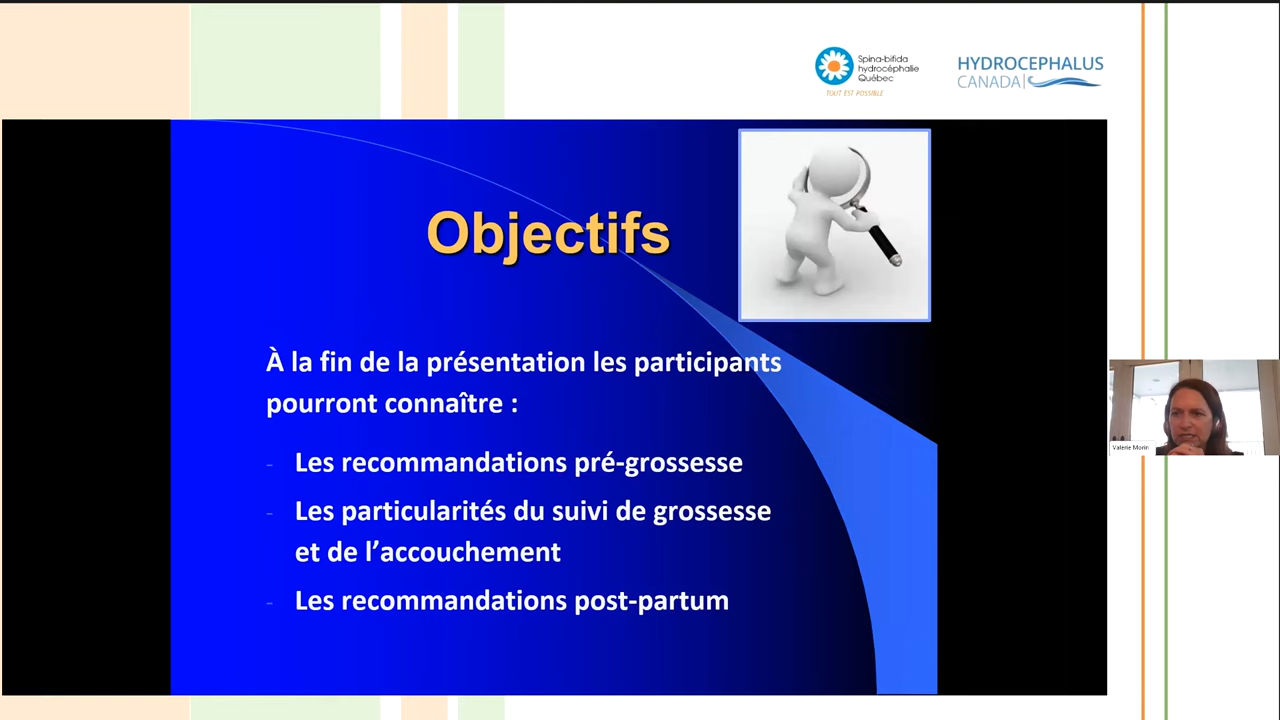 Spina-bifida
hydrocéphalie
Québec
TOUT EST POSSIBLE
HYDROCEPHALUS
CANADA
Objectifs
À la fin de la présentation les participants
pourront connaître :
- Les recommandations pré-grossesse
- Les particularités du suivi de grossesse
et de l’accouchement
- Les recommandations post-partum
Valérie Morin